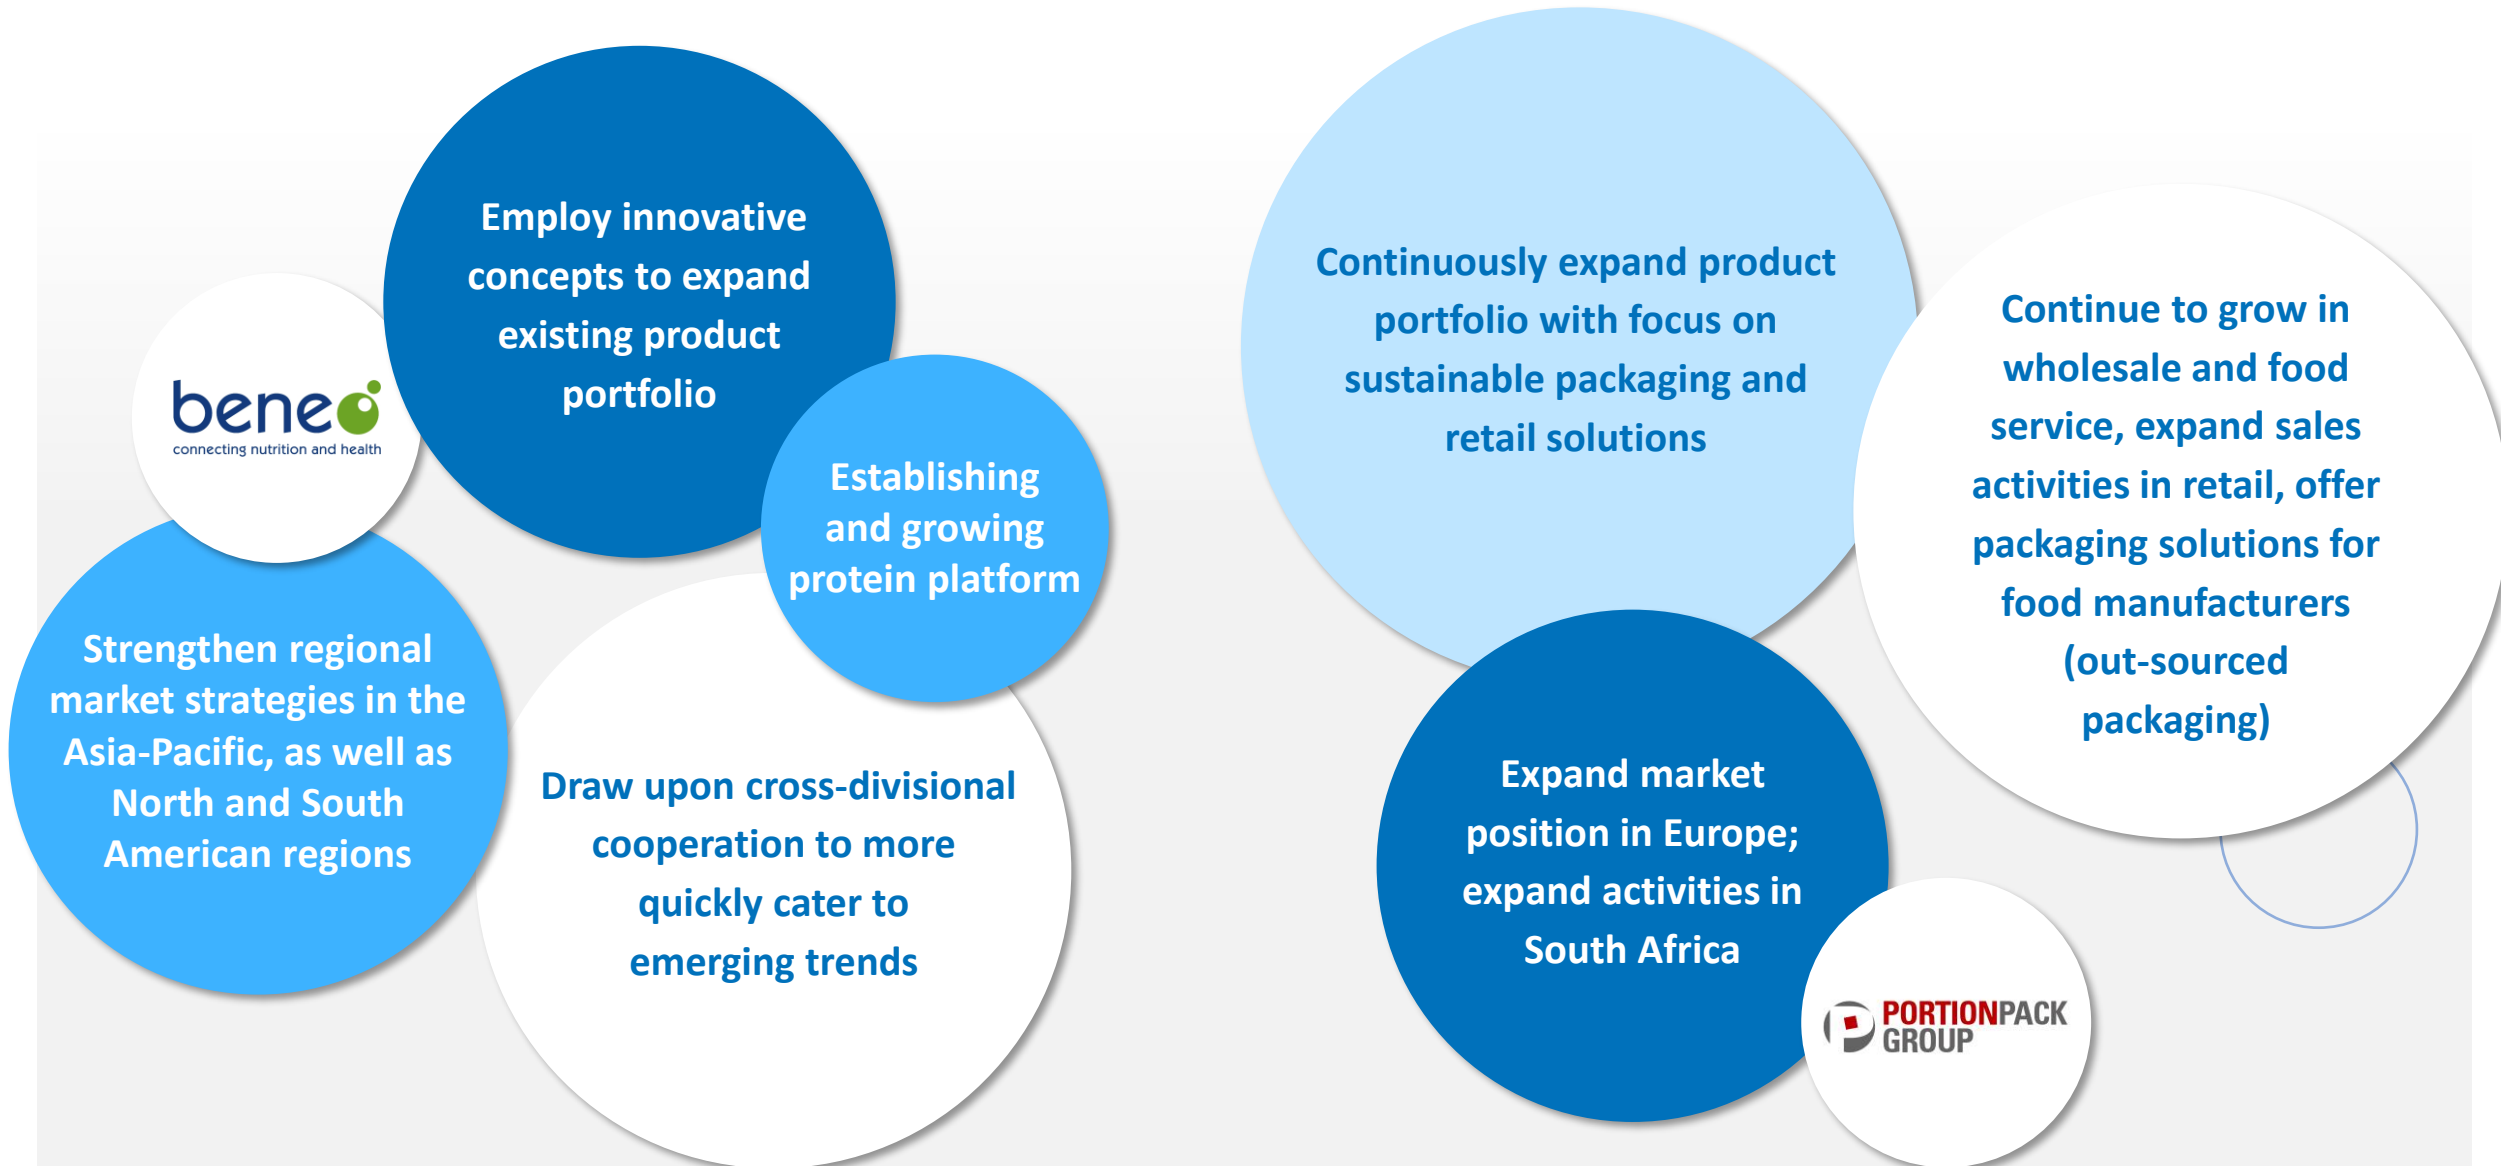 beneo
connecting nutrition and health
Employ innovative
concepts to expand
existing product
portfolio
Establishing
and growing
protein platform
Strengthen regional
market strategies in the
Asia-Pacific, as well as
North and South
American regions
Draw upon cross-divisional
cooperation to more
quickly cater to
emerging trends
Continuously expand product
portfolio with focus on
sustainable packaging and
retail solutions
Continue to grow in
wholesale and food
service, expand sales
activities in retail, offer
packaging solutions for
food manufacturers
(out-sourced
packaging)
Expand market
position in Europe;
expand activities in
South Africa
PORTIONPACK
GROUP